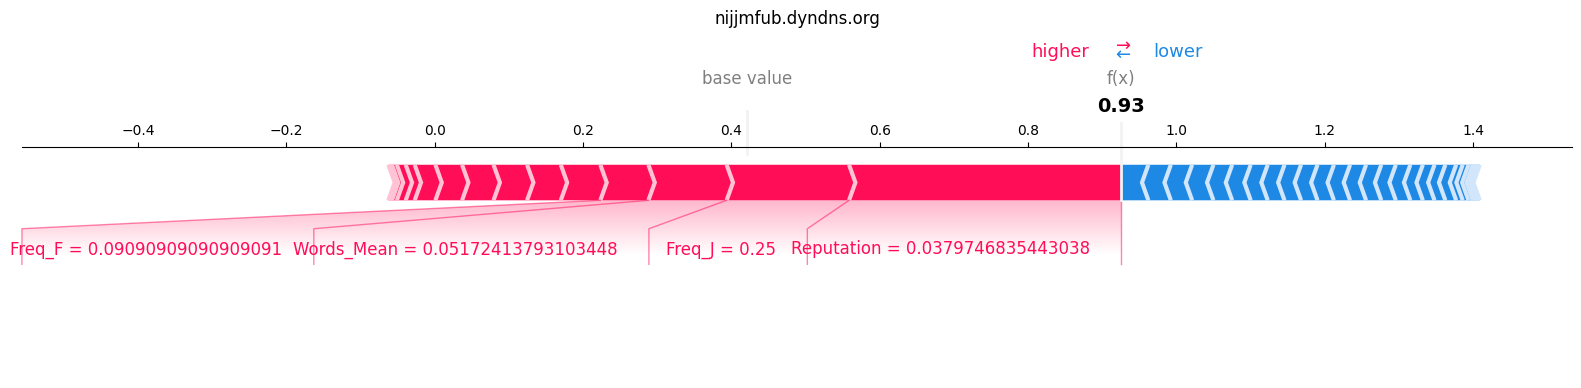 nijjmfub.dyndns.org
higher → ← lower
base value f(x)
0.93
−0.4 −0.2 0.0 0.2 0.4 0.6 0.8 1.0 1.2 1.4
Freq_F = 0.09090909090909091 Words_Mean = 0.05172413793103448 Freq_J = 0.25 Reputation = 0.0379746835443038